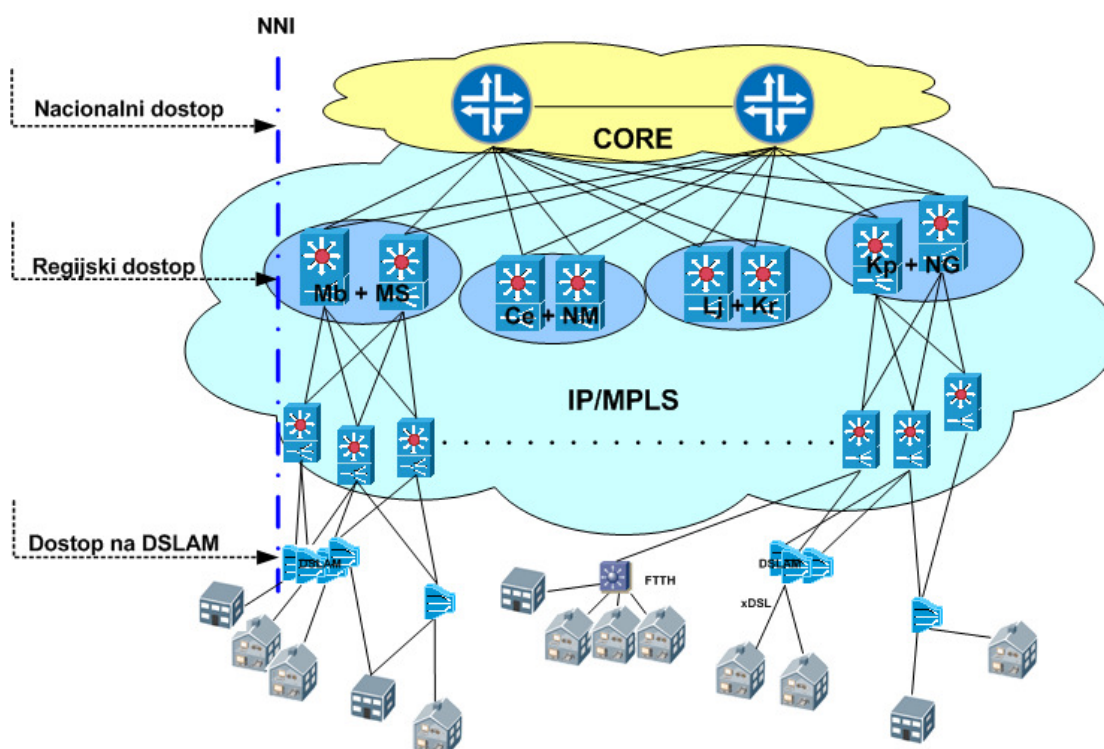 NNI
Nacionalni dostop
CORE
Regijski dostop
Mb + MS
Ce + NM
Lj + Kr
Kp + NG
IP/MPLS
Dostop na DSLAM
DSLAM
FTTH
DSLAM
xDSL